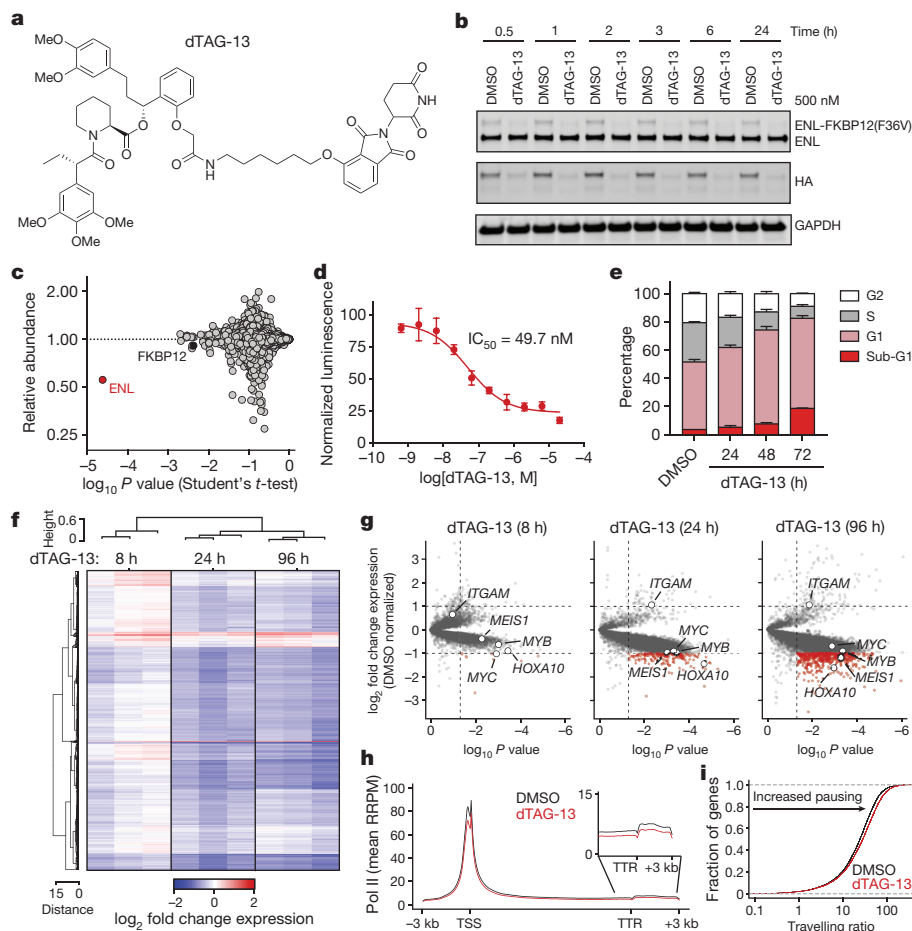 a
dTAG-13
MeO
MeO
O
O
N
O
O
O
N
H
O
O
O
N
O
O
NH
O
MeO
OMe
OMe
b
0.5 1 2 3 6 24 Time (h)
DMSO dTAG-13 DMSO dTAG-13 DMSO dTAG-13 DMSO dTAG-13 DMSO dTAG-13 DMSO dTAG-13
500 nM
ENL-FKBP12(F36V)
ENL
HA
GAPDH
c
Relative abundance
2.00
1.00
0.50
0.25
FKBP12
ENL
−5 −4 −3 −2 −1 0
log10 P value (Student's t-test)
d
Normalized luminescence
100
75
50
25
0
IC50 = 49.7 nM
−10 −9 −8 −7 −6 −5 −4
log[dTAG-13, M]
e
Percentage
100
80
60
40
20
0
G2
S
G1
Sub-G1
DMSO 24 48 72
dTAG-13 (h)
f
Height
0.6
0
dTAG-13: 8 h 24 h 96 h
15 0
Distance
−2 −1 0 1 2
log2 fold change expression
g
log2 fold change expression
(DMSO normalized)
dTAG-13 (8 h)
3
2
1
0
−1
−2
−3
ITGAM
MEIS1
MYB
HOXA10
MYC
0 −2 −4 −6
log10 P value
dTAG-13 (24 h)
ITGAM
MYC
MYB
MEIS1
HOXA10
0 −2 −4 −6
log10 P value
dTAG-13 (96 h)
ITGAM
MYC
MYB
MEIS1
HOXA10
0 −2 −4 −6
log10 P value
h
Pol II (mean RRPM)
100
80
60
40
20
0
DMSO
dTAG-13
15
0
TTR +3 kb
−3 kb TSS TTR +3 kb
i
Fraction of genes
1.0
0.8
0.6
0.4
0.2
0.0
Increased pausing
DMSO
dTAG-13
0.1 1 10 100
Travelling ratio